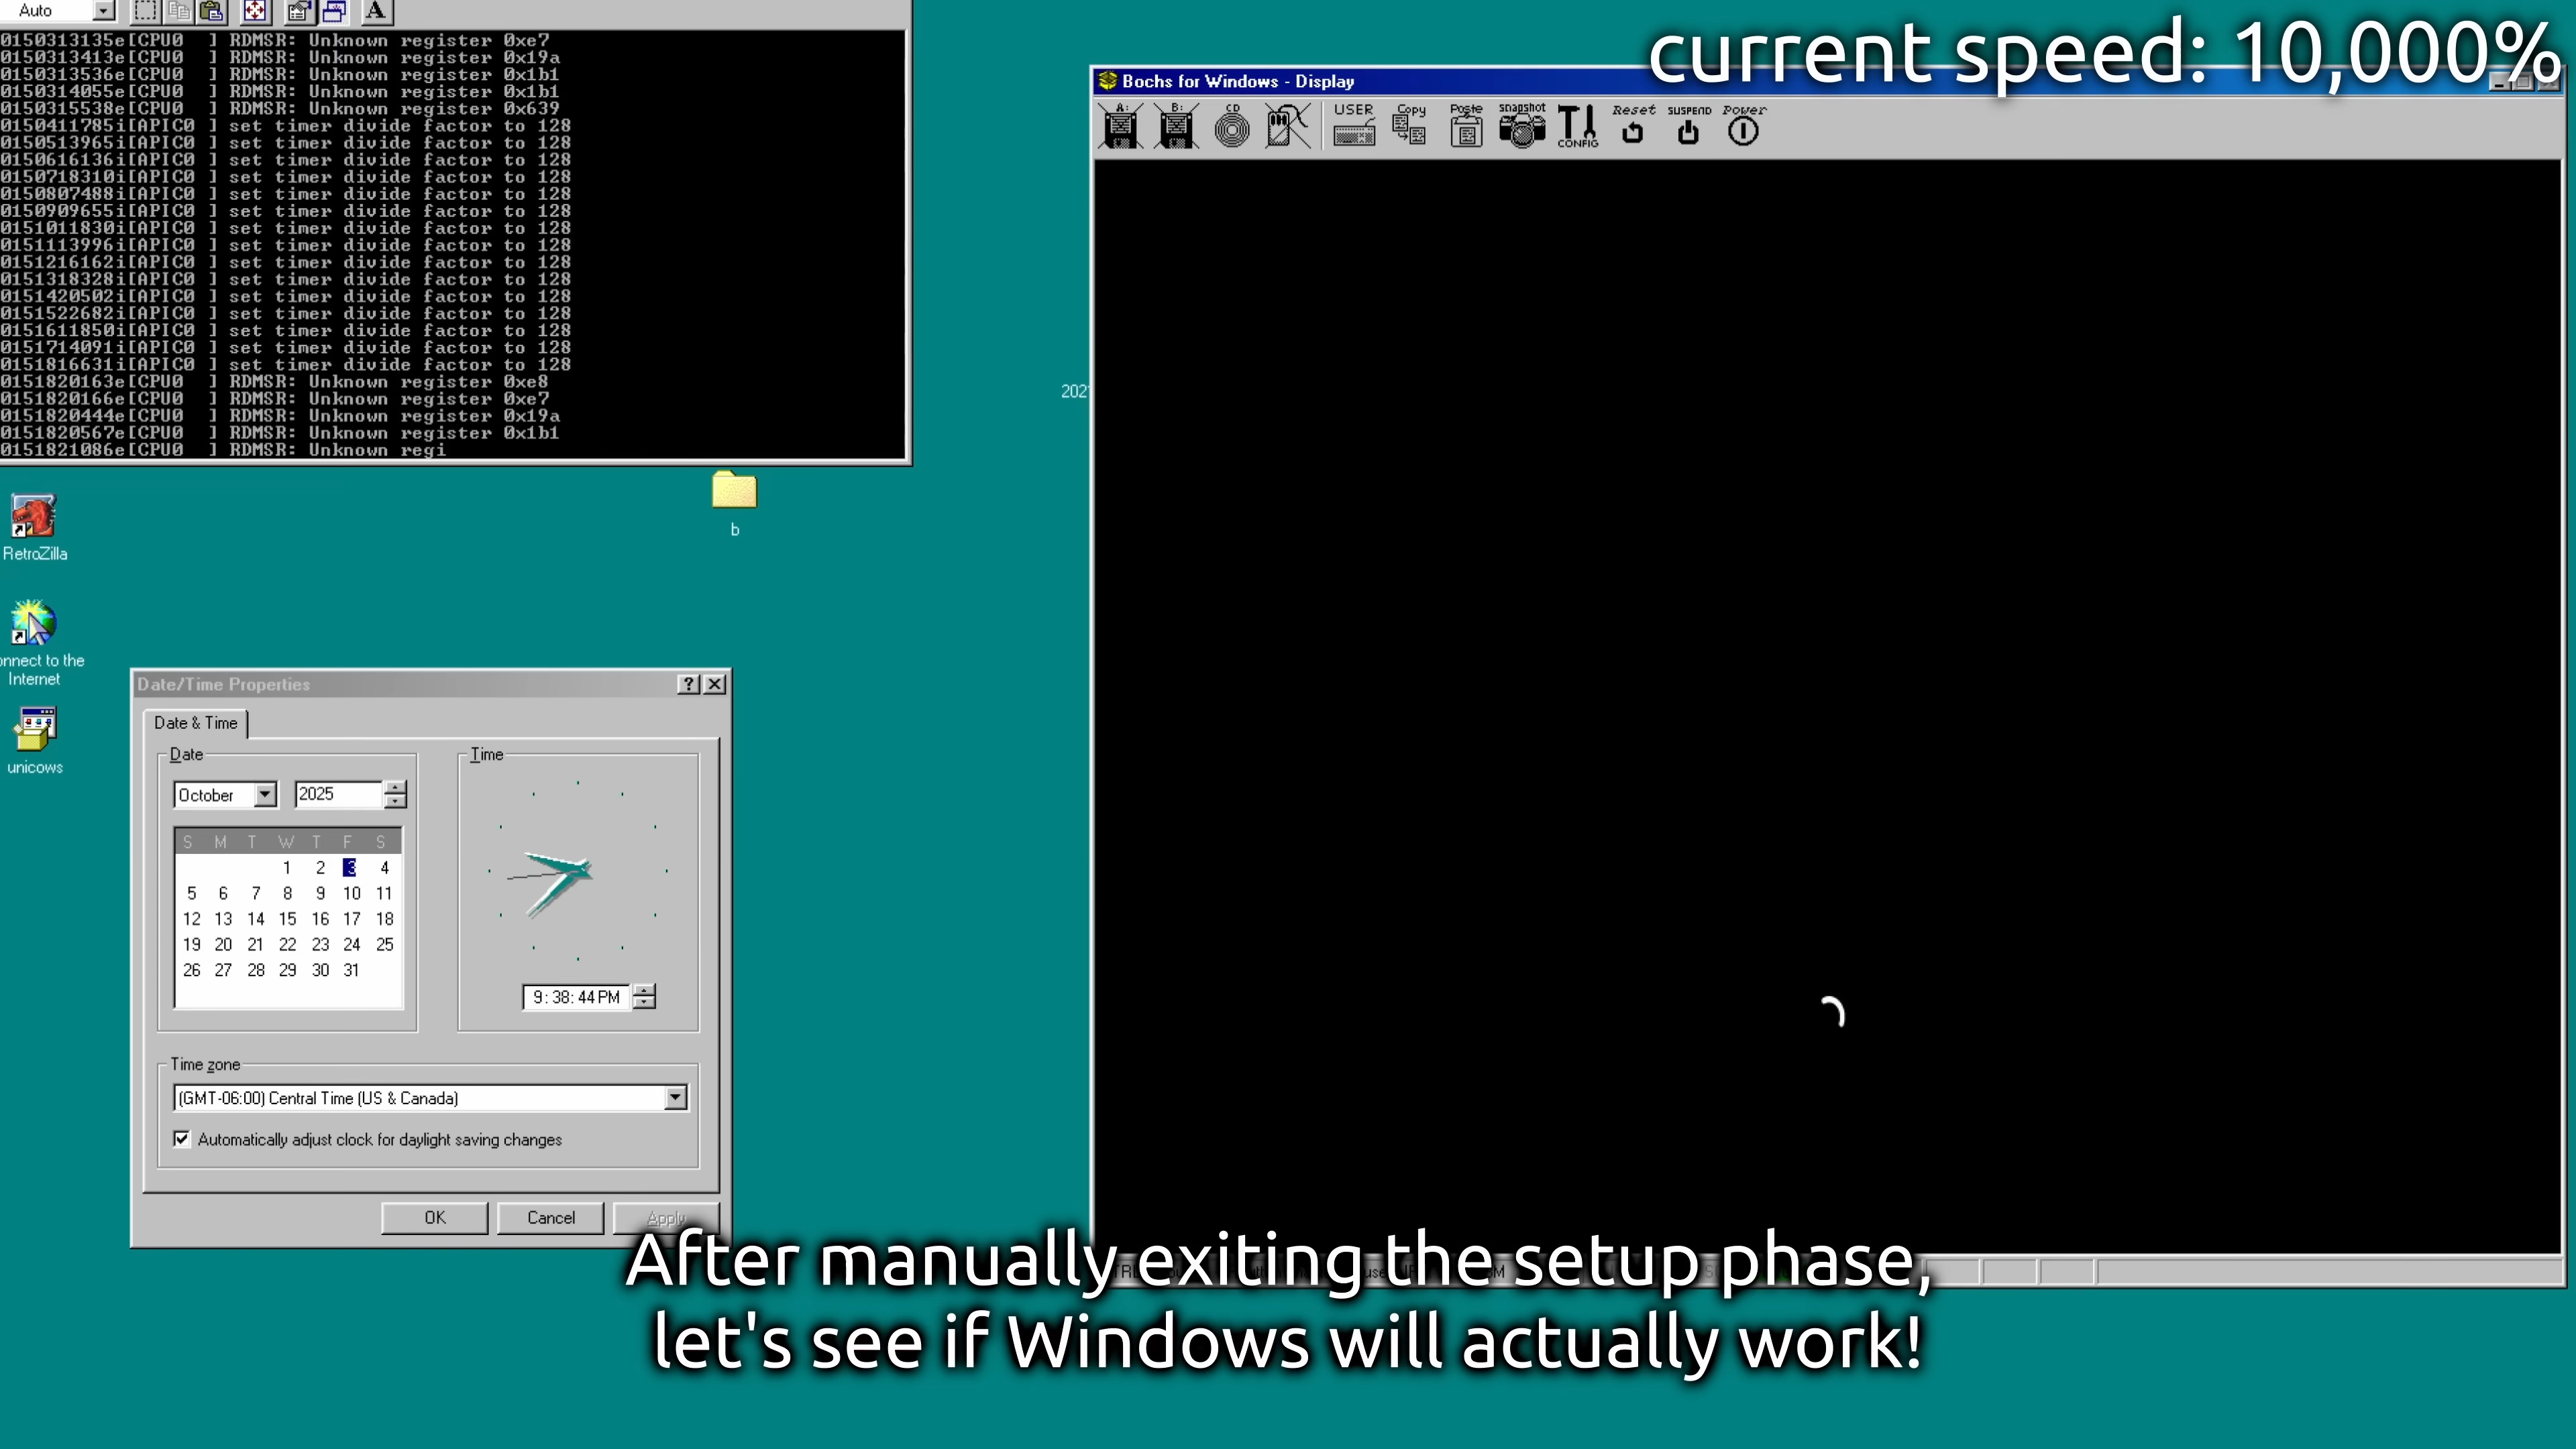 Auto
A
0150313135e[CPU0  ] RDMSR: Unknown register 0xe7
0150313413e[CPU0  ] RDMSR: Unknown register 0x19a
0150313536e[CPU0  ] RDMSR: Unknown register 0x1b1
0150314055e[CPU0  ] RDMSR: Unknown register 0x1b1
0150315538e[CPU0  ] RDMSR: Unknown register 0x639
0150411785i[APIC0 ] set timer divide factor to 128
0150513965i[APIC0 ] set timer divide factor to 128
0150616136i[APIC0 ] set timer divide factor to 128
0150718310i[APIC0 ] set timer divide factor to 128
0150807488i[APIC0 ] set timer divide factor to 128
0150909655i[APIC0 ] set timer divide factor to 128
0151011830i[APIC0 ] set timer divide factor to 128
0151113996i[APIC0 ] set timer divide factor to 128
0151216162i[APIC0 ] set timer divide factor to 128
0151318328i[APIC0 ] set timer divide factor to 128
0151420502i[APIC0 ] set timer divide factor to 128
0151522682i[APIC0 ] set timer divide factor to 128
0151611850i[APIC0 ] set timer divide factor to 128
0151714091i[APIC0 ] set timer divide factor to 128
0151816631i[APIC0 ] set timer divide factor to 128
0151820163e[CPU0  ] RDMSR: Unknown register 0xe8
0151820166e[CPU0  ] RDMSR: Unknown register 0xe7
0151820444e[CPU0  ] RDMSR: Unknown register 0x19a
0151820567e[CPU0  ] RDMSR: Unknown register 0x1b1
0151821086e[CPU0  ] RDMSR: Unknown regi
current speed: 10,000%
Bochs for Windows - Display
A: B: CD USER Copy Paste snapshot CONFIG Reset SUSPEND Power
202
b
RetroZilla
onnect to the
Internet
unicows
Date/Time Properties
Date & Time
Date
October 2025
S M T W T F S
1 2 3 4
5 6 7 8 9 10 11
12 13 14 15 16 17 18
19 20 21 22 23 24 25
26 27 28 29 30 31
Time
9:38:44 PM
Time zone
(GMT-06:00) Central Time (US & Canada)
Automatically adjust clock for daylight saving changes
OK Cancel Apply
After manually exiting the setup phase,
let's see if Windows will actually work!